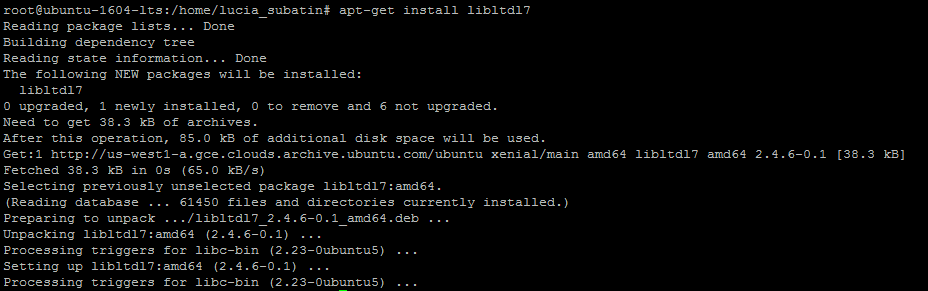 root@ubuntu-1604-lts:/home/lucia_subatin# apt-get install libltdl7
Reading package lists... Done
Building dependency tree
Reading state information... Done
The following NEW packages will be installed:
  libltdl7
0 upgraded, 1 newly installed, 0 to remove and 6 not upgraded.
Need to get 38.3 kB of archives.
After this operation, 85.0 kB of additional disk space will be used.
Get:1 http://us-west1-a.gce.clouds.archive.ubuntu.com/ubuntu xenial/main amd64 libltdl7 amd64 2.4.6-0.1 [38.3 kB]
Fetched 38.3 kB in 0s (65.0 kB/s)
Selecting previously unselected package libltdl7:amd64.
(Reading database ... 61450 files and directories currently installed.)
Preparing to unpack .../libltdl7_2.4.6-0.1_amd64.deb ...
Unpacking libltdl7:amd64 (2.4.6-0.1) ...
Processing triggers for libc-bin (2.23-0ubuntu5) ...
Setting up libltdl7:amd64 (2.4.6-0.1) ...
Processing triggers for libc-bin (2.23-0ubuntu5) ...